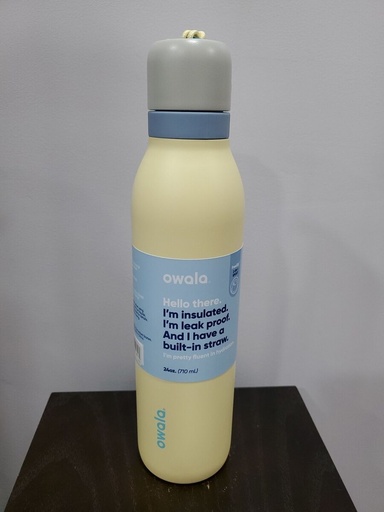 owala.
Hello there.
I'm insulated.
I'm leak proof.
And I have a
built-in straw.
24oz. (710 mL)
owala.